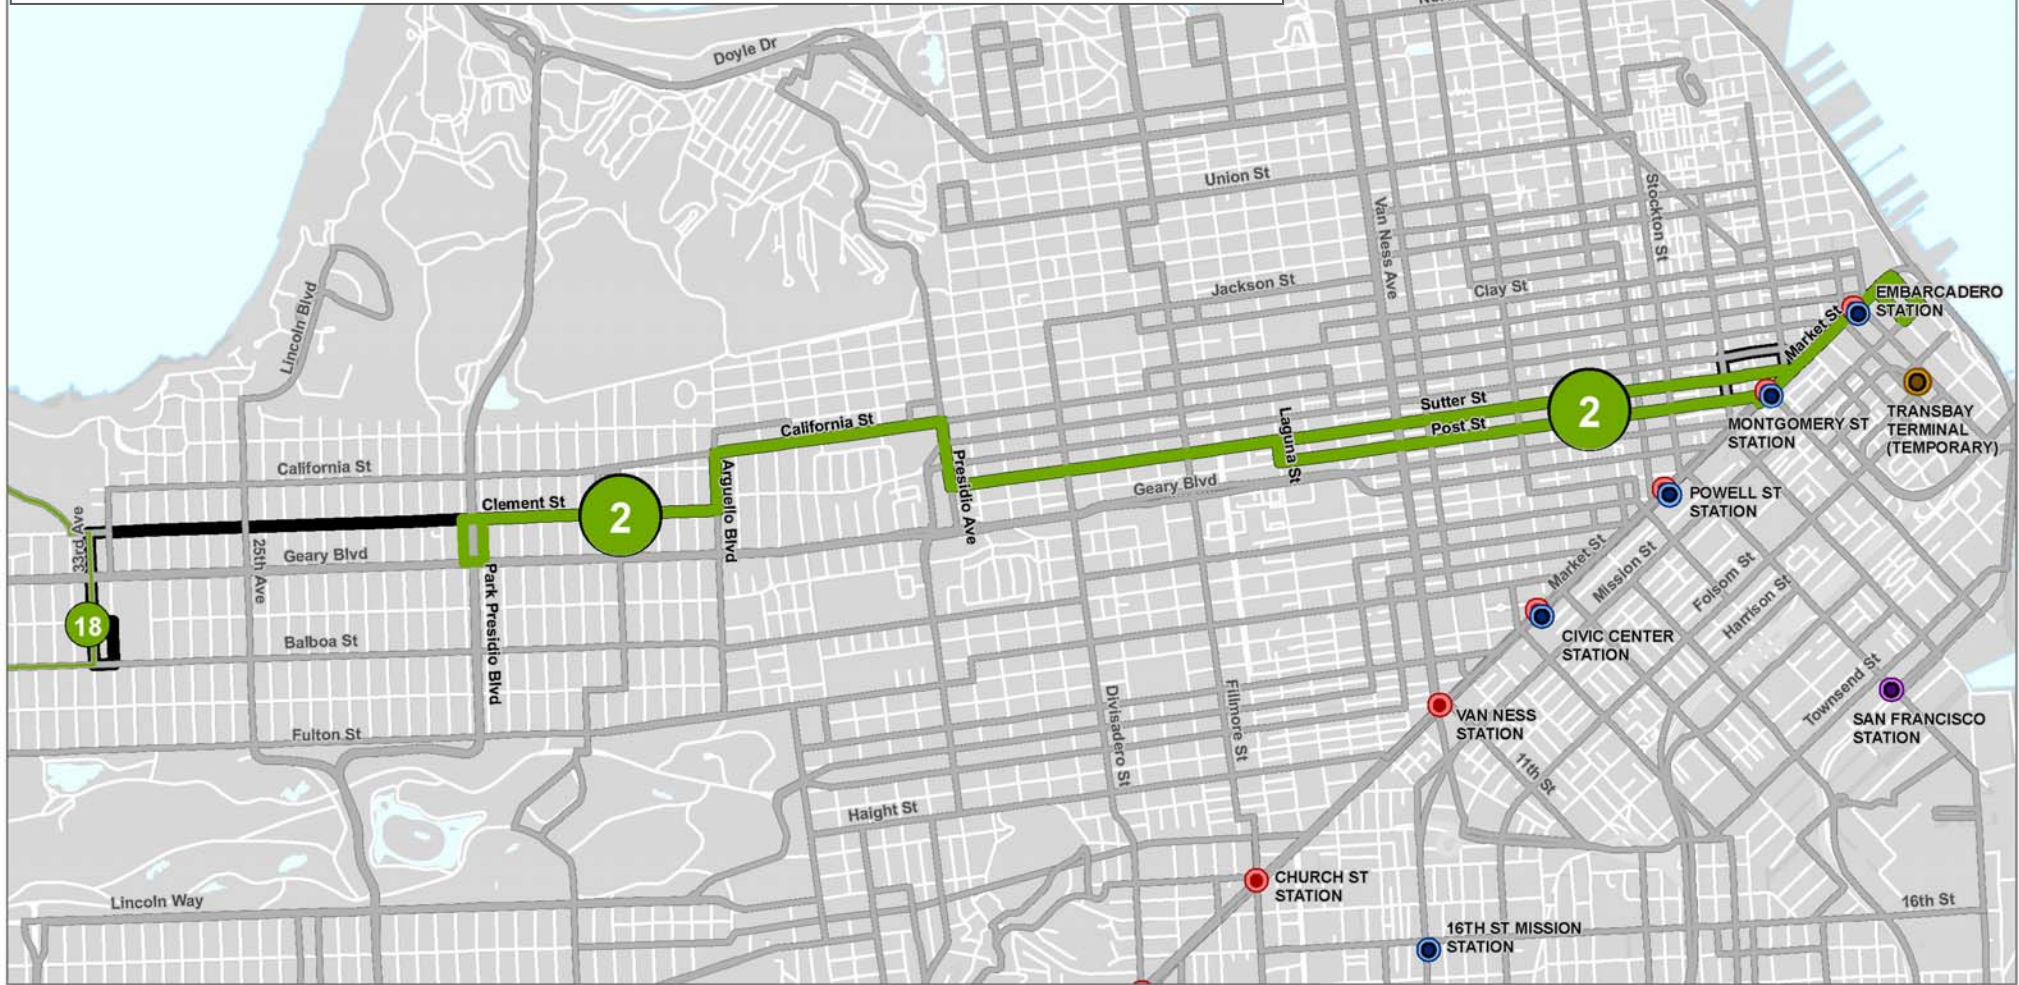 Doyle Dr
Union St
Stockton St
Van Ness Ave
Jackson St
Clay St
Lincoln Blvd
EMBARCADERO
STATION
Market St
TRANSBAY
TERMINAL
(TEMPORARY)
MONTGOMERY ST
STATION
Sutter St
2
Post St
Laguna St
California St
California St
Arguello Blvd
Presidio Ave
Geary Blvd
Clement St
2
POWELL ST
STATION
33rd Ave
25th Ave
Geary Blvd
Park Presidio Blvd
Market St
Mission St
Folsom St
Harrison St
18
Balboa St
CIVIC CENTER
STATION
Townsend St
Divisadero St
Fillmore St
VAN NESS
STATION
SAN FRANCISCO
STATION
Fulton St
11th St
Haight St
CHURCH ST
STATION
Lincoln Way
16th St
16TH ST MISSION
STATION